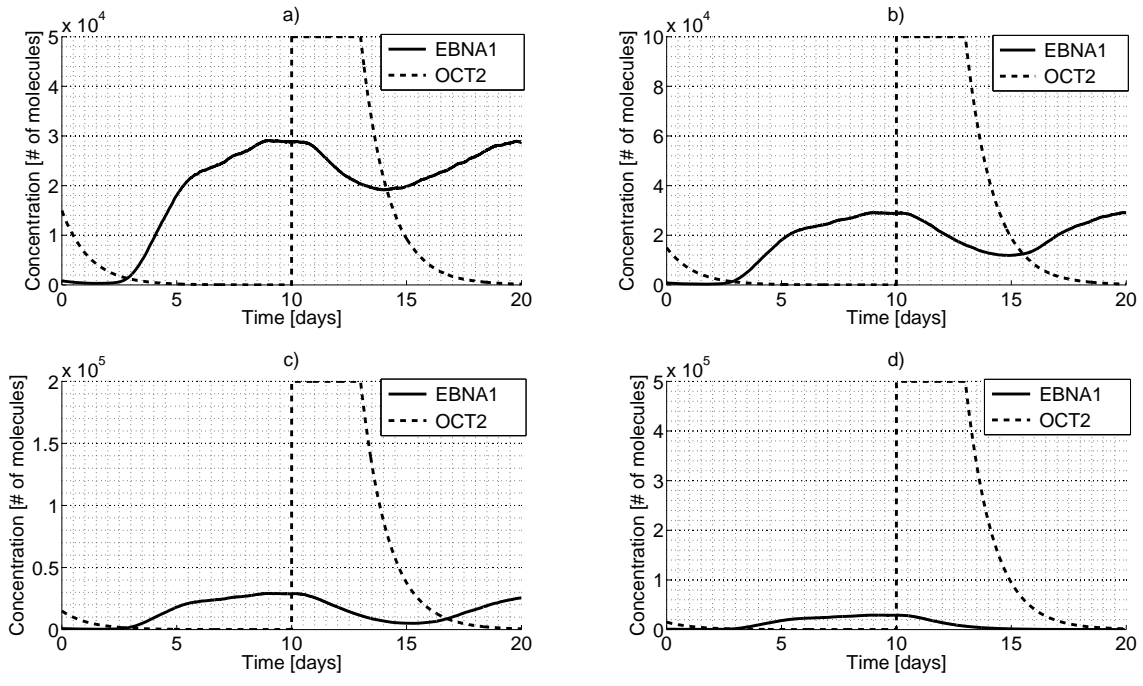 a)
x 10^4
5
4
3
2
1
0
0 5 10 15 20
Concentration [# of molecules]
Time [days]
EBNA1
OCT2
b)
x 10^4
10
8
6
4
2
0
0 5 10 15 20
Concentration [# of molecules]
Time [days]
EBNA1
OCT2
c)
x 10^5
2
1.5
1
0.5
0
0 5 10 15 20
Concentration [# of molecules]
Time [days]
EBNA1
OCT2
d)
x 10^5
5
4
3
2
1
0
0 5 10 15 20
Concentration [# of molecules]
Time [days]
EBNA1
OCT2